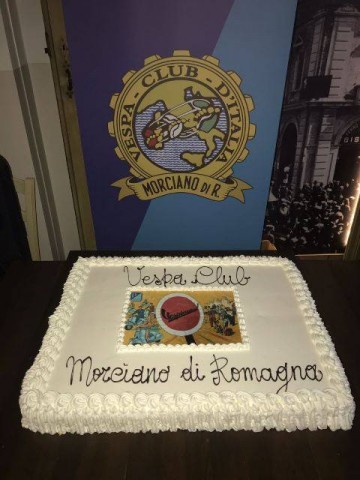 VESPA · CLUB · D'ITALIA
MORCIANO DI R.
Vespa Club
Morciano di Romagna